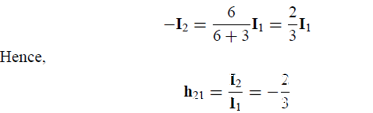 −I₂ = 6/(6 + 3) I₁ = 2/3 I₁
Hence,
h₂₁ = I₂/I₁ = − 2/3